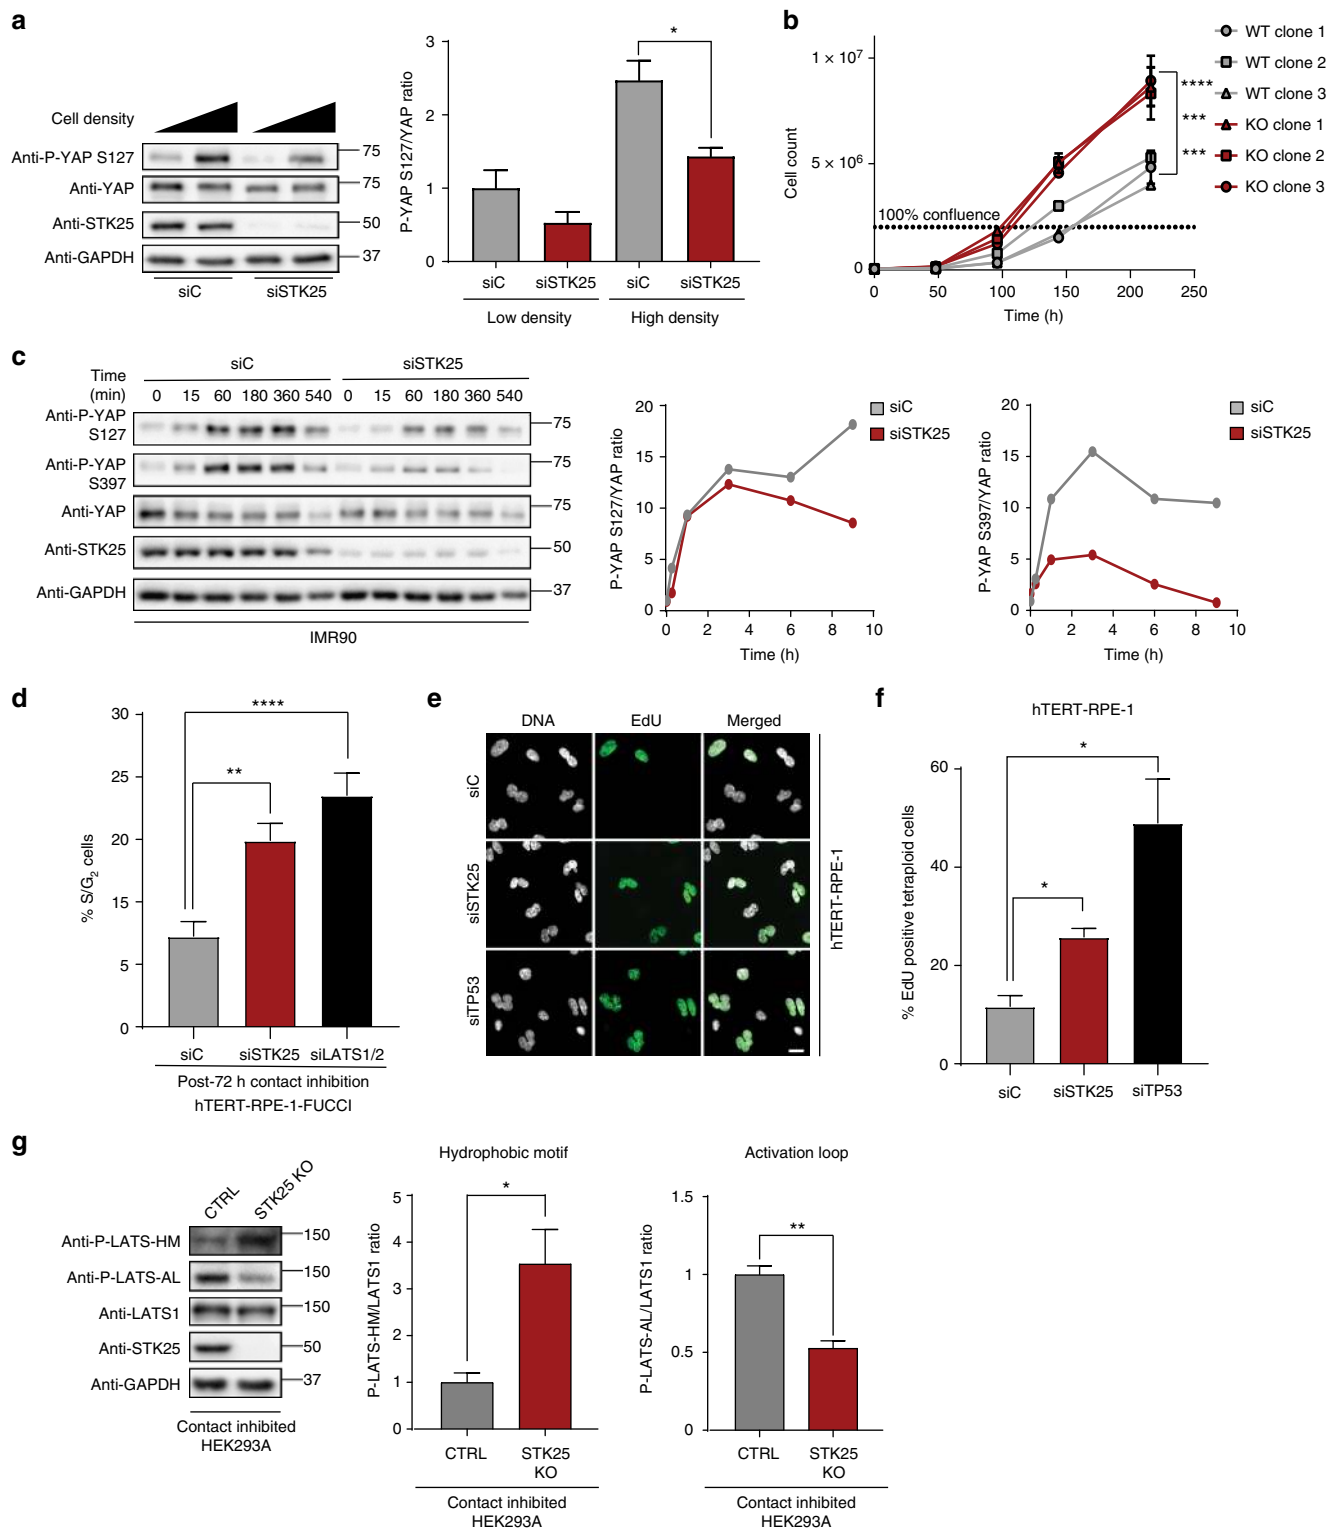 a
Cell density
Anti-P-YAP S127
75
Anti-YAP
75
Anti-STK25
50
Anti-GAPDH
37
siC siSTK25
P-YAP S127/YAP ratio
3
2
1
0
*
siC siSTK25 siC siSTK25
Low density High density
b
Cell count
1 × 10⁷
5 × 10⁶
0
100% confluence
0 50 100 150 200 250
Time (h)
****
***
***
WT clone 1
WT clone 2
WT clone 3
KO clone 1
KO clone 2
KO clone 3
c
siC siSTK25
Time
(min)
0 15 60 180 360 540 0 15 60 180 360 540
Anti-P-YAP
S127
75
Anti-P-YAP
S397
75
Anti-YAP
75
Anti-STK25
50
Anti-GAPDH
37
IMR90
P-YAP S127/YAP ratio
20
15
10
5
0
0 2 4 6 8 10
Time (h)
siC
siSTK25
P-YAP S397/YAP ratio
20
15
10
5
0
0 2 4 6 8 10
Time (h)
siC
siSTK25
d
% S/G₂ cells
30
25
20
15
5
0
****
**
siC siSTK25 siLATS1/2
Post-72 h contact inhibition
hTERT-RPE-1-FUCCI
e
DNA EdU Merged
siC
siSTK25
siTP53
hTERT-RPE-1
f
hTERT-RPE-1
% EdU positive tetraploid cells
60
40
20
0
*
*
siC siSTK25 siTP53
g
CTRL STK25 KO
Anti-P-LATS-HM
150
Anti-P-LATS-AL
150
Anti-LATS1
150
Anti-STK25
50
Anti-GAPDH
37
Contact inhibited
HEK293A
Hydrophobic motif
P-LATS-HM/LATS1 ratio
5
4
3
2
1
0
*
CTRL STK25
KO
Contact inhibited
HEK293A
Activation loop
P-LATS-AL/LATS1 ratio
1.5
1
0.5
0
**
CTRL STK25
KO
Contact inhibited
HEK293A